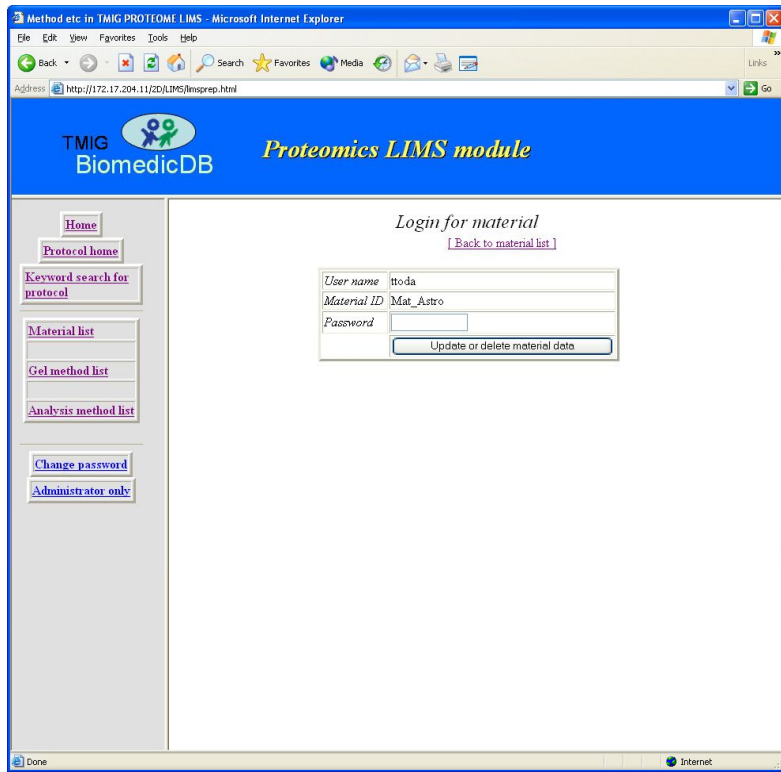 Method etc in TMIG PROTEOME LIMS - Microsoft Internet Explorer
File Edit View Favorites Tools Help
Back Search Favorites Media Links »
Address http://172.17.204.11/2D/LIMS/limsprep.html Go
TMIG
BiomedicDB
Proteomics LIMS module
Home
Protocol home
Keyword search for
protocol
Material list
Gel method list
Analysis method list
Change password
Administrator only
Login for material
[ Back to material list ]
User name ttoda
Material ID Mat_Astro
Password
Update or delete material data
Done Internet